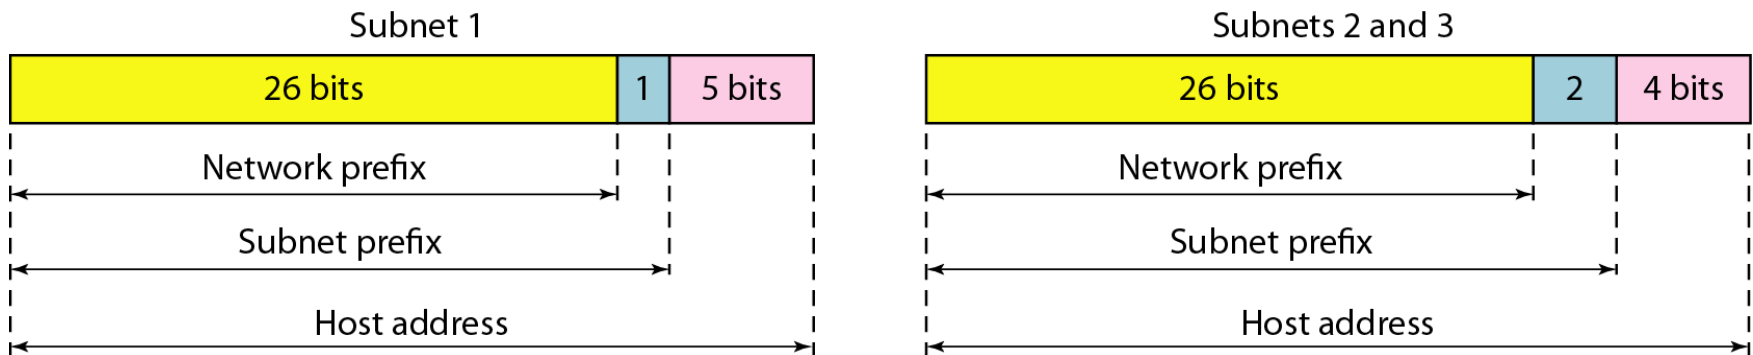 Subnet 1
26 bits 1 5 bits
Network prefix
Subnet prefix
Host address
Subnets 2 and 3
26 bits 2 4 bits
Network prefix
Subnet prefix
Host address